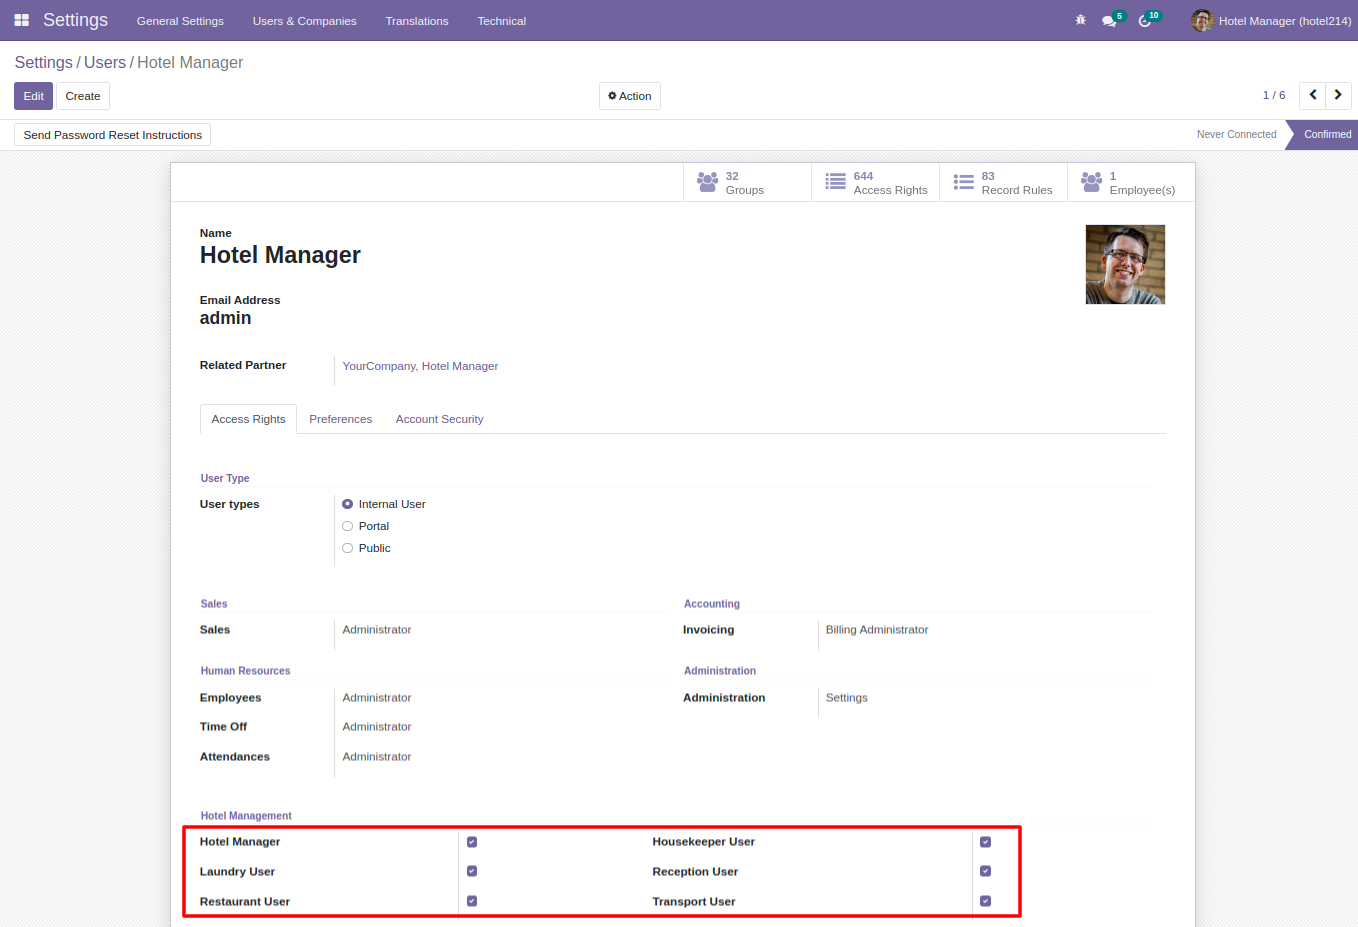 Settings General Settings Users & Companies Translations Technical 5 10 Hotel Manager (hotel214)
Settings / Users / Hotel Manager
Edit Create Action 1 / 6
Send Password Reset Instructions Never Connected Confirmed
32 Groups 644 Access Rights 83 Record Rules 1 Employee(s)
Name
Hotel Manager
Email Address
admin
Related Partner YourCompany, Hotel Manager
Access Rights Preferences Account Security
User Type
User types Internal User
Portal
Public
Sales Accounting
Sales Administrator Invoicing Billing Administrator
Human Resources Administration
Employees Administrator Administration Settings
Time Off Administrator
Attendances Administrator
Hotel Management
Hotel Manager Housekeeper User
Laundry User Reception User
Restaurant User Transport User